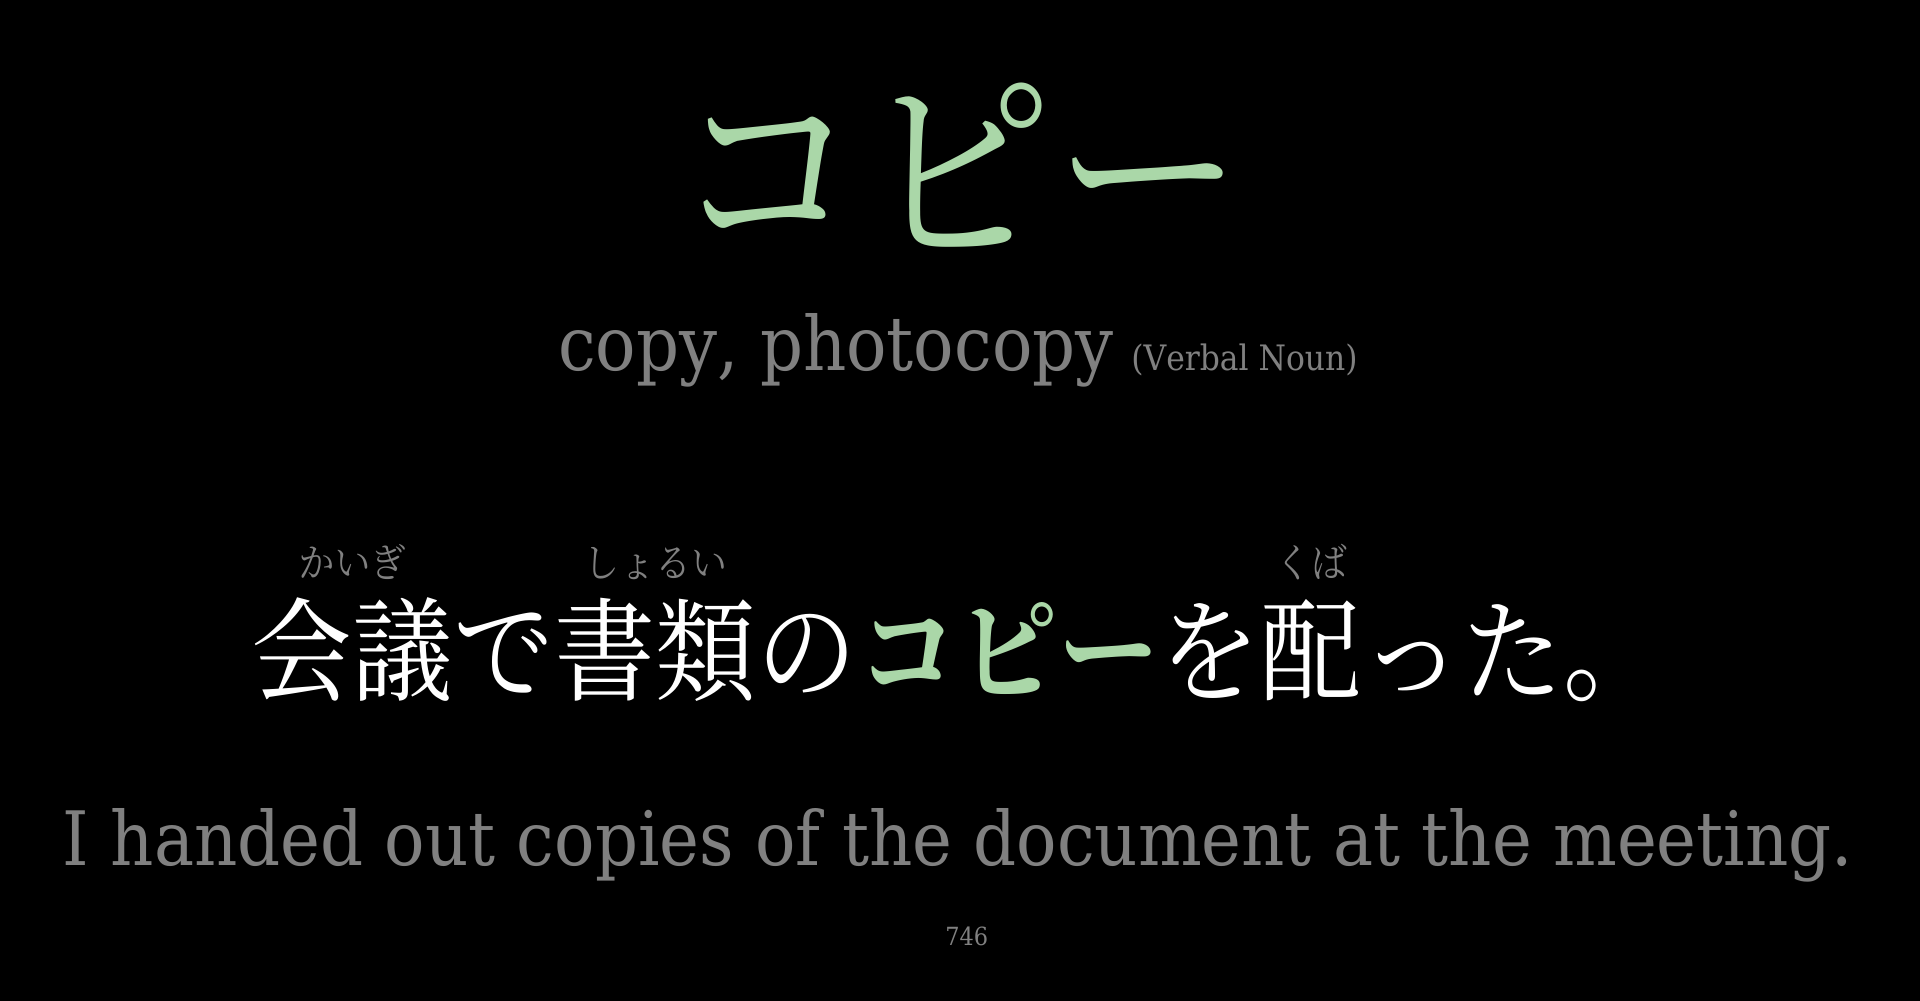 コピー
copy, photocopy (Verbal Noun)
かいぎ しょるい くば
会議で書類のコピーを配った。
I handed out copies of the document at the meeting.
746